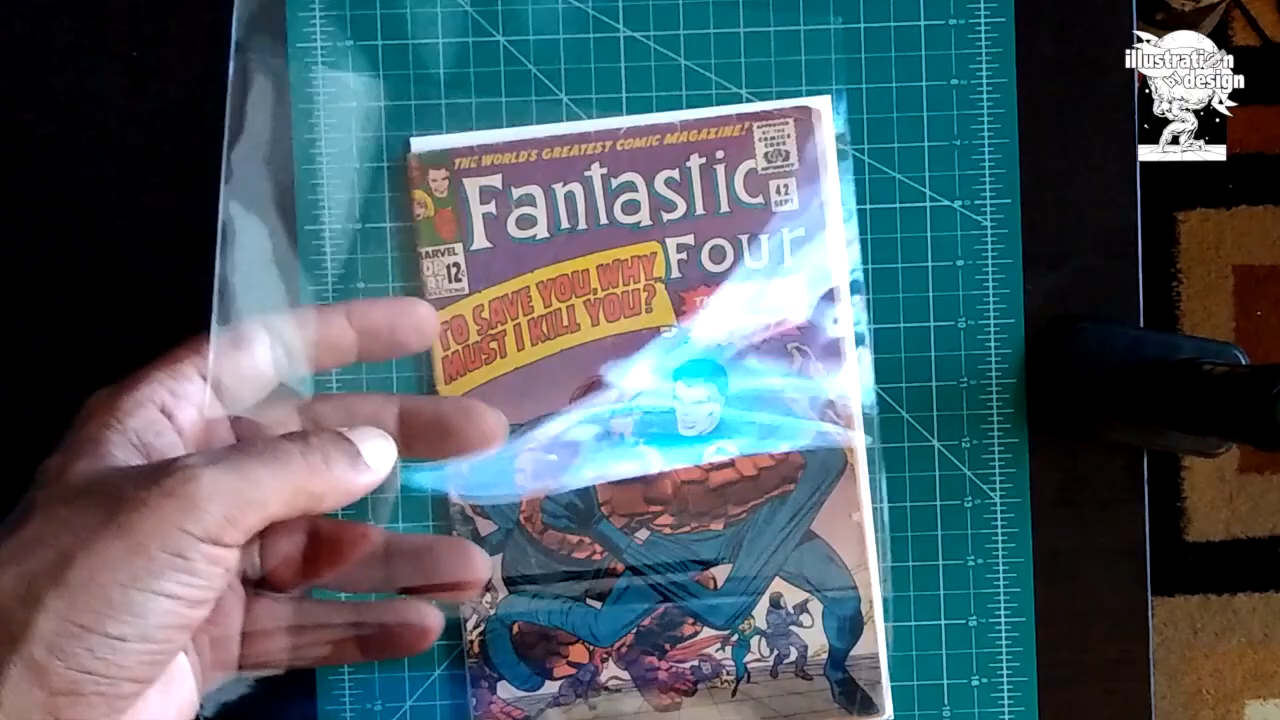 illustration
design
THE WORLD'S GREATEST COMIC MAGAZINE!
APPROVED
BY THE
COMICS
CODE
AUTHORITY
Fantastic
42
SEPT
Four
MARVEL
12¢
TO SAVE YOU, WHY
MUST I KILL YOU?